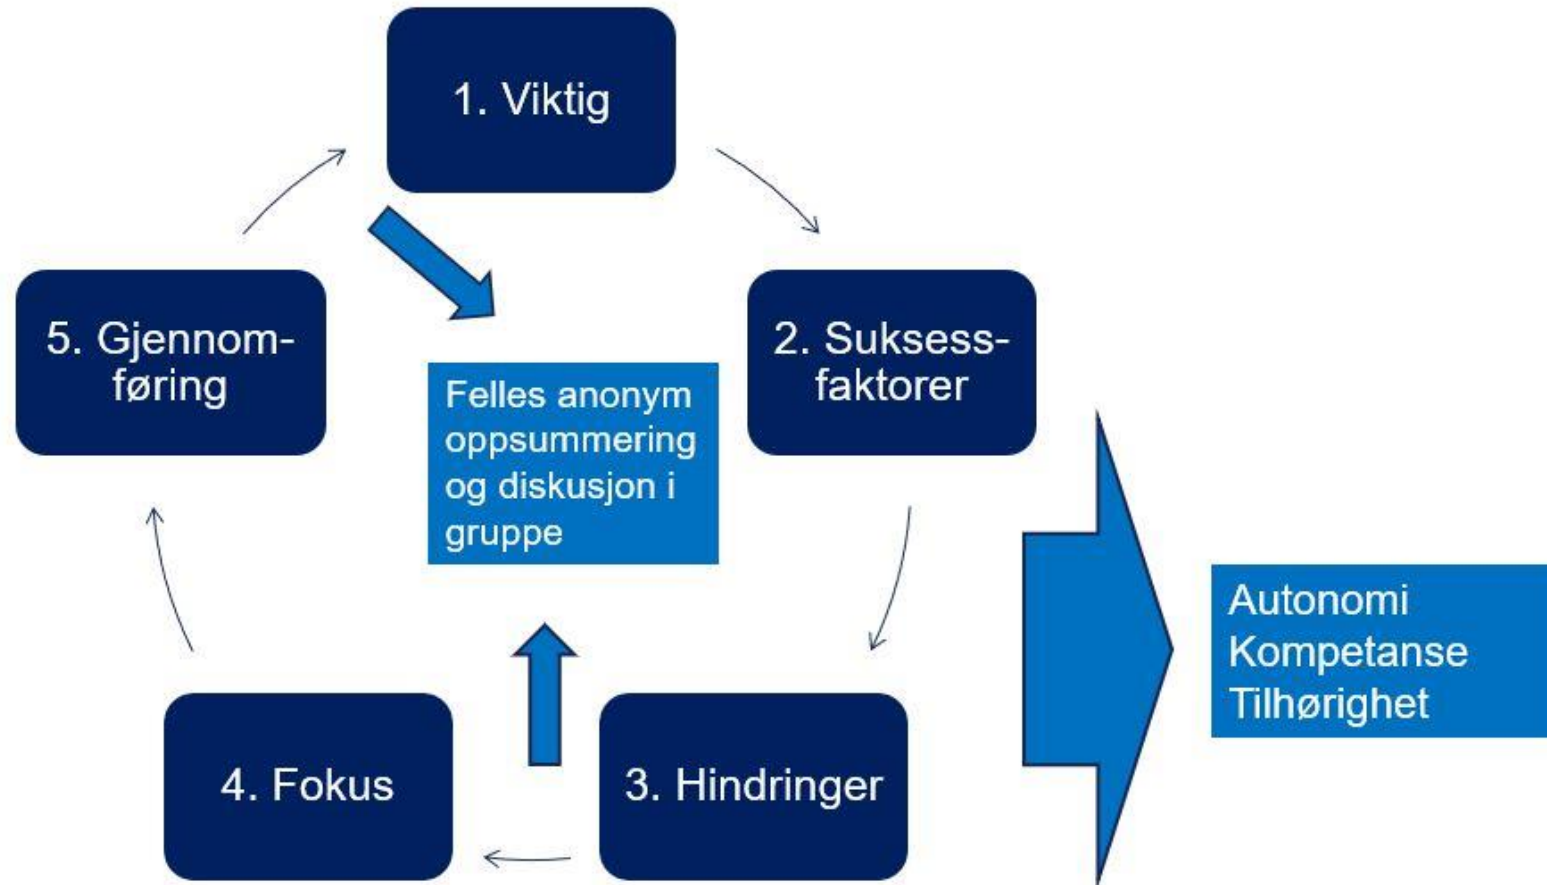 1. Viktig
2. Suksess-
faktorer
3. Hindringer
4. Fokus
5. Gjennom-
føring
Felles anonym
oppsummering
og diskusjon i
gruppe
Autonomi
Kompetanse
Tilhørighet